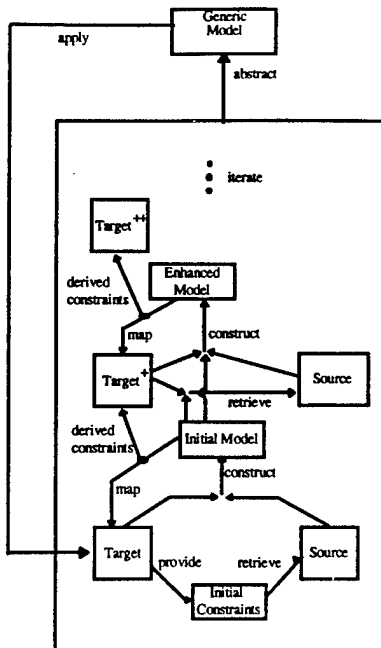 Generic
Model
apply
abstract
iterate
Target ++
derived
constraints
Enhanced
Model
map
construct
Target +
Source
retrieve
derived
constraints
Initial Model
construct
map
Target
provide
retrieve
Source
Initial
Constraints